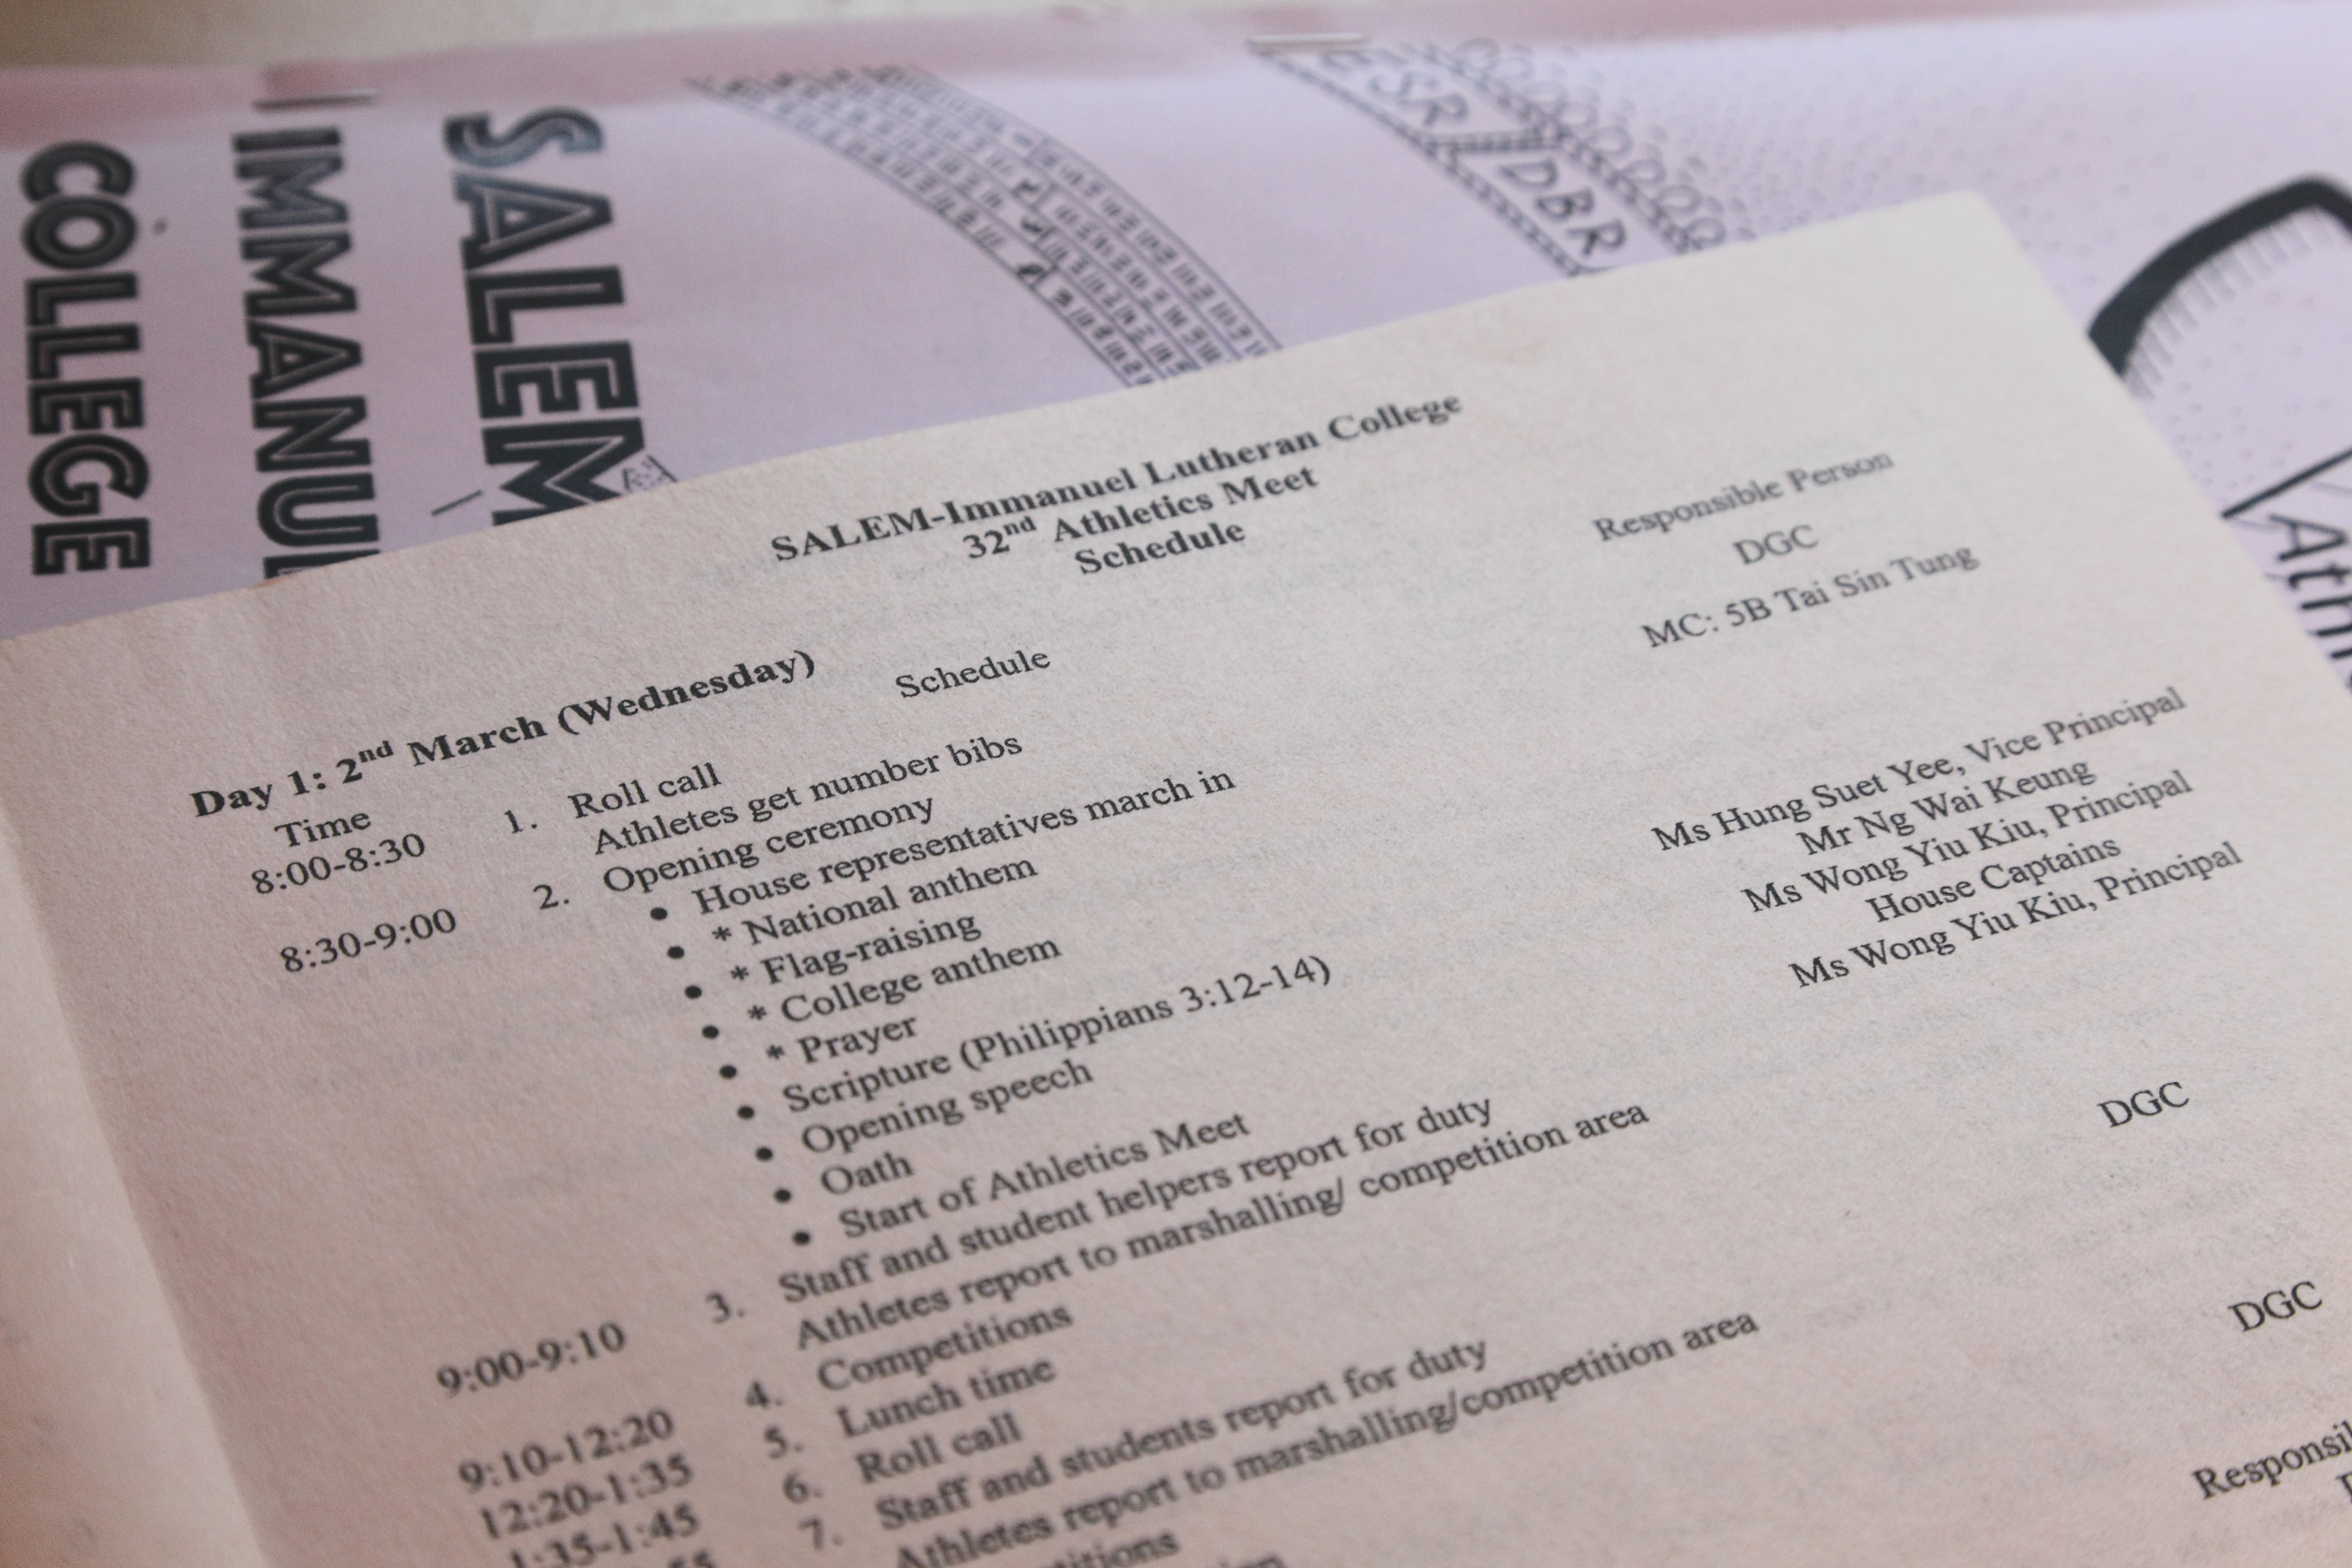 SALEM
IMMANU
COLLEGE
SR
DBR
SALEM-Immanuel Lutheran College
32nd Athletics Meet
Schedule
Day 1: 2nd March (Wednesday)
Time Schedule Responsible Person
8:00-8:30 1. Roll call DGC
Athletes get number bibs
8:30-9:00 2. Opening ceremony MC: 5B Tai Sin Tung
• House representatives march in
• * National anthem
• * Flag-raising
• * College anthem
• * Prayer Ms Hung Suet Yee, Vice Principal
• Scripture (Philippians 3:12-14) Mr Ng Wai Keung
• Opening speech Ms Wong Yiu Kiu, Principal
• Oath House Captains
• Start of Athletics Meet Ms Wong Yiu Kiu, Principal
9:00-9:10 3. Staff and student helpers report for duty
Athletes report to marshalling/ competition area
9:10-12:20 4. Competitions
12:20-1:35 5. Lunch time
1:35-1:45 6. Roll call DGC
7. Staff and students report for duty
Athletes report to marshalling/competition area
DGC